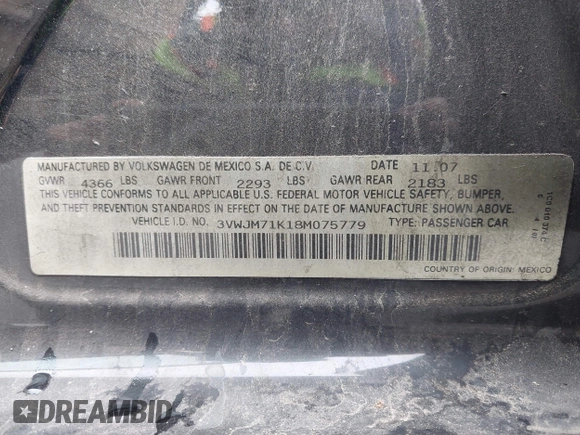 MANUFACTURED BY VOLKSWAGEN DE MEXICO S.A. DE C.V. DATE 11.07
GVWR 4366 LBS GAWR FRONT 2293 LBS GAWR REAR 2183 LBS
THIS VEHICLE CONFORMS TO ALL APPLICABLE U.S. FEDERAL MOTOR VEHICLE SAFETY, BUMPER,
AND THEFT PREVENTION STANDARDS IN EFFECT ON THE DATE OF MANUFACTURE SHOWN ABOVE.
VEHICLE I.D. NO. 3VWJM71K18M075779 TYPE: PASSENGER CAR
COUNTRY OF ORIGIN: MEXICO
DREAMBID